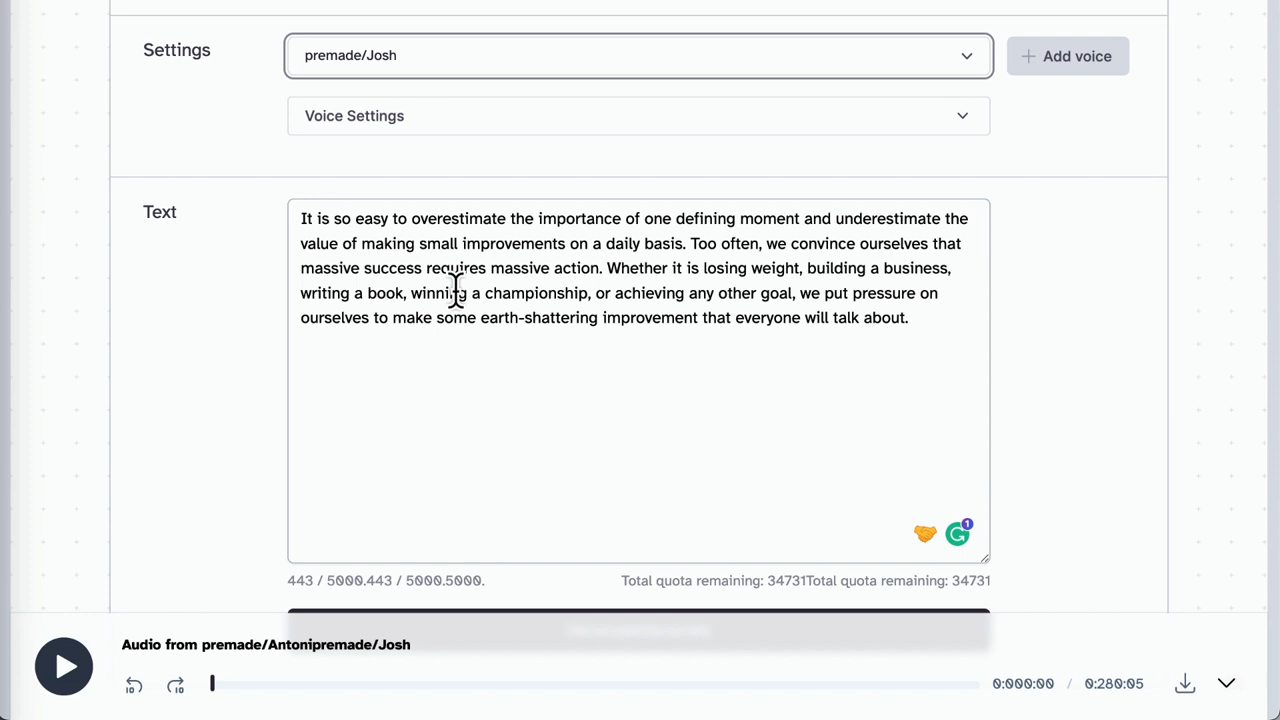 Settings
premade/Josh
Add voice
Voice Settings
Text
It is so easy to overestimate the importance of one defining moment and underestimate the
value of making small improvements on a daily basis. Too often, we convince ourselves that
massive success requires massive action. Whether it is losing weight, building a business,
writing a book, winning a championship, or achieving any other goal, we put pressure on
ourselves to make some earth-shattering improvement that everyone will talk about.
1
443 / 5000.443 / 5000.5000.
Total quota remaining: 34731Total quota remaining: 34731
Audio from premade/Antonipremade/Josh
10
10
0:000:00 / 0:280:05